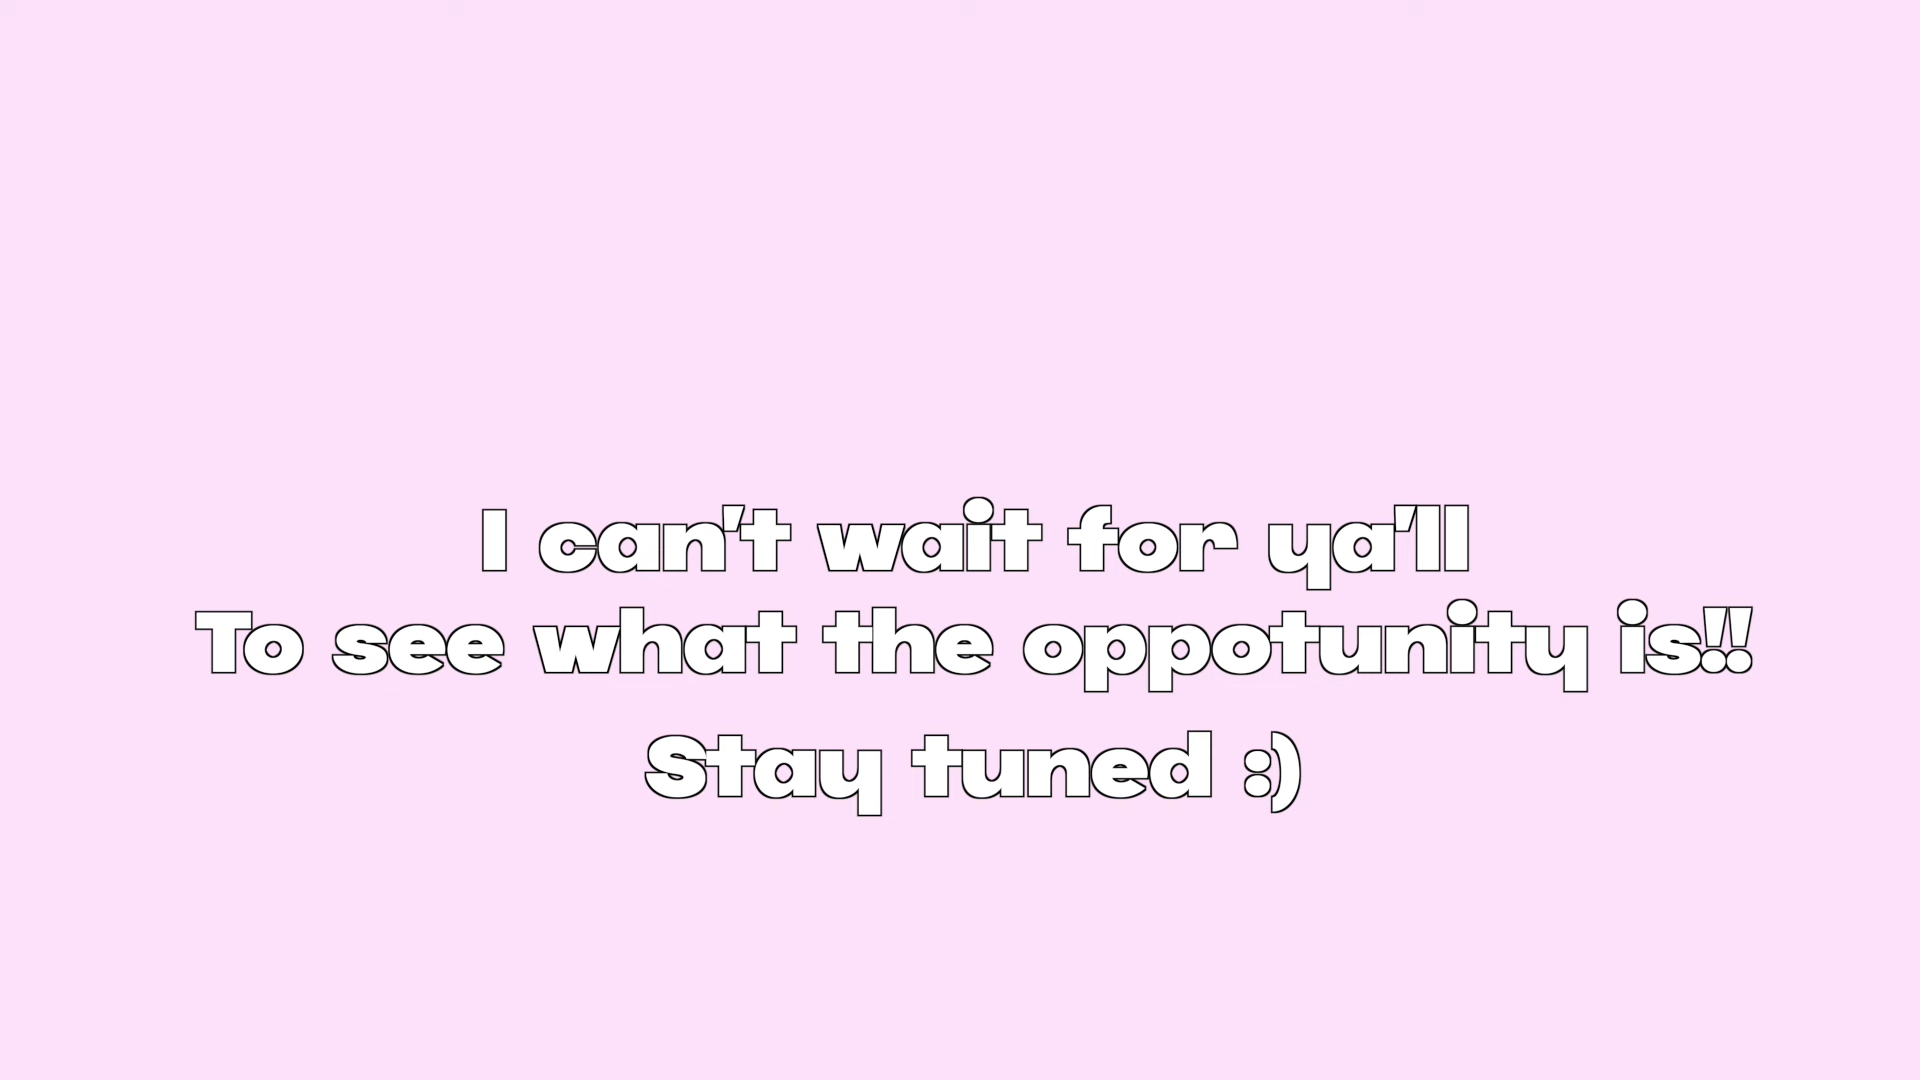 I can't wait for ya'll
To see what the oppotunity is!!
Stay tuned :)